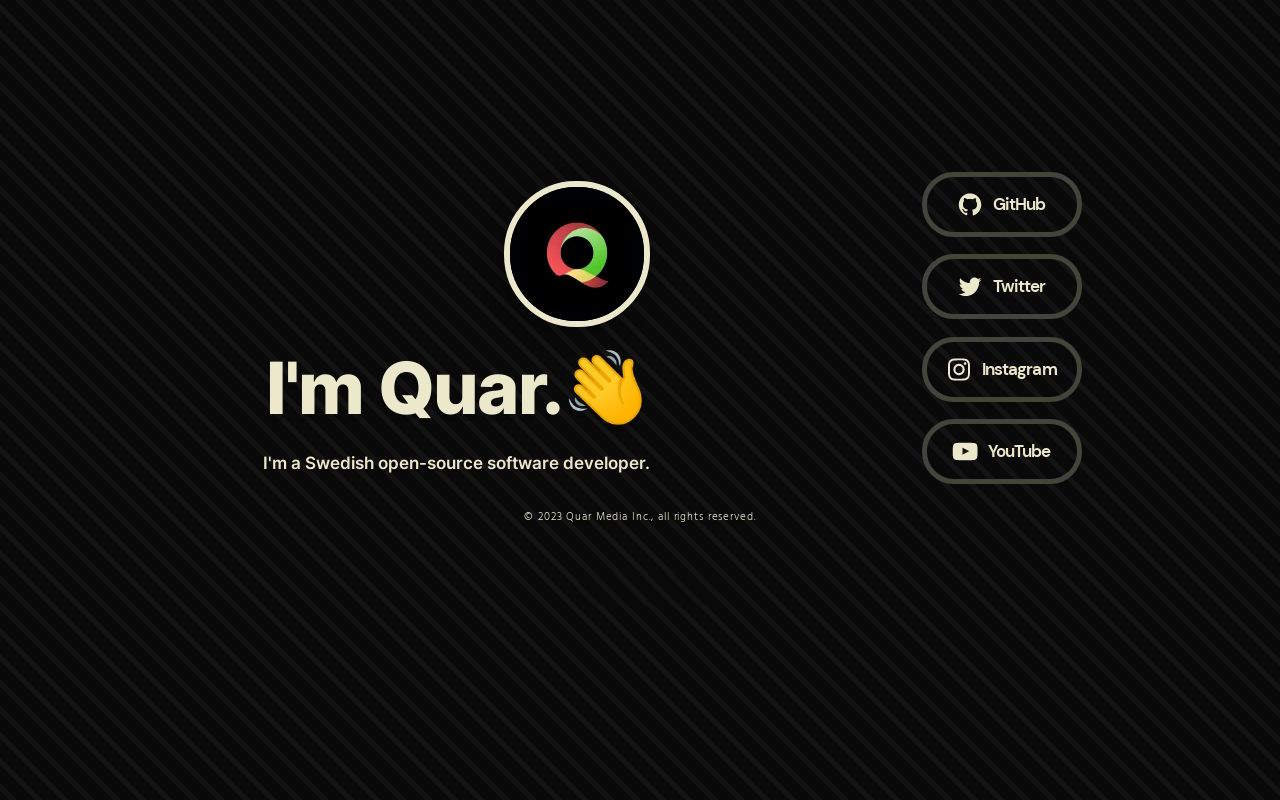 I'm Quar.👋
I'm a Swedish open-source software developer.
GitHub
Twitter
Instagram
YouTube
© 2023 Quar Media Inc., all rights reserved.